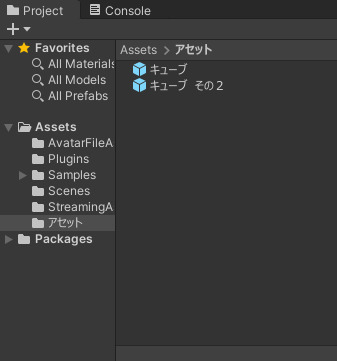 Project
Console
Favorites
All Materials
All Models
All Prefabs
Assets
AvatarFileA
Plugins
Samples
Scenes
StreamingA
アセット
Packages
Assets > アセット
キューブ
キューブ その２